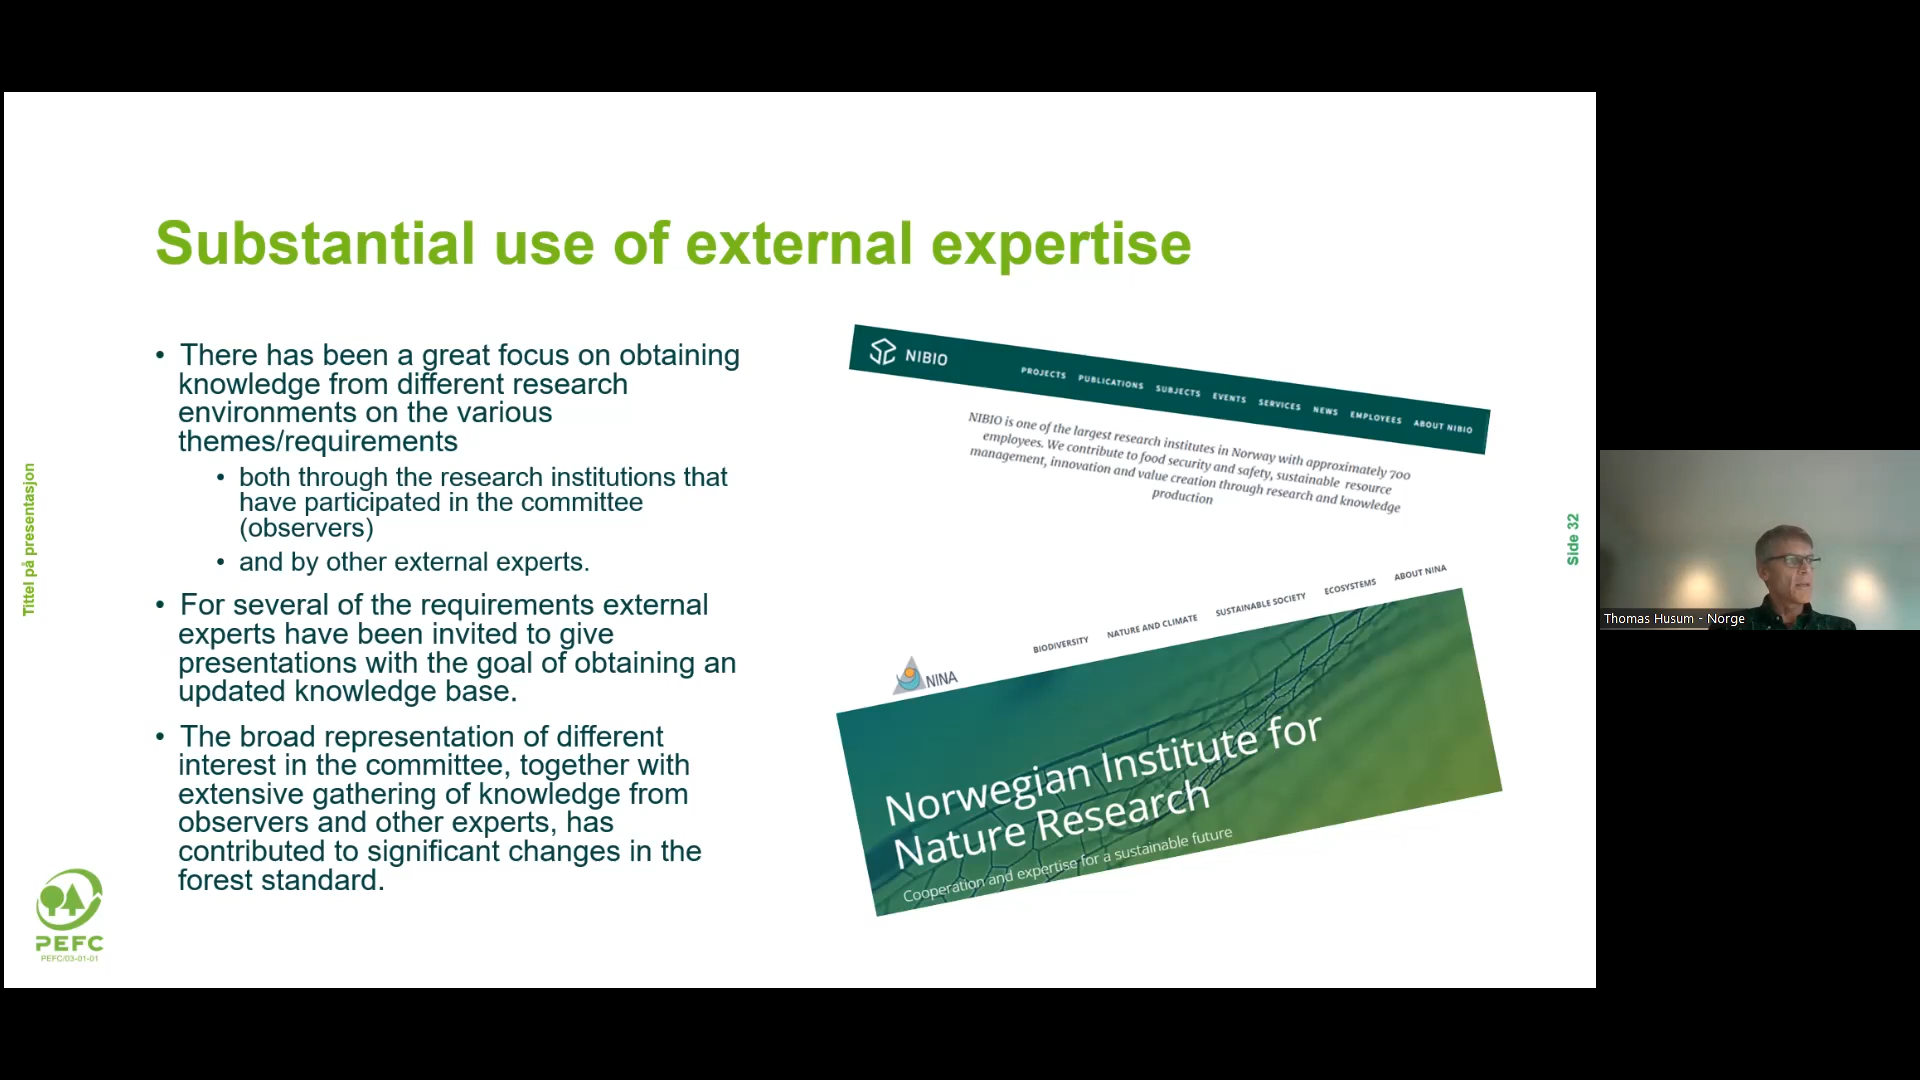 Substantial use of external expertise
• There has been a great focus on obtaining
knowledge from different research
environments on the various
themes/requirements
• both through the research institutions that
have participated in the committee
(observers)
• and by other external experts.
• For several of the requirements external
experts have been invited to give
presentations with the goal of obtaining an
updated knowledge base.
• The broad representation of different
interest in the committee, together with
extensive gathering of knowledge from
observers and other experts, has
contributed to significant changes in the
forest standard.
NIBIO
PROJECTS PUBLICATIONS SUBJECTS EVENTS SERVICES NEWS EMPLOYEES ABOUT NIBIO
NIBIO is one of the largest research institutes in Norway with approximately 700
employees. We contribute to food security and safety, sustainable resource
management, innovation and value creation through research and knowledge
production
BIODIVERSITY NATURE AND CLIMATE SUSTAINABLE SOCIETY ECOSYSTEMS ABOUT NINA
NINA
Norwegian Institute for
Nature Research
Cooperation and expertise for a sustainable future
Tittel på presentasjon
Side 32
PEFC
PEFC/03-01-01
Thomas Husum - Norge